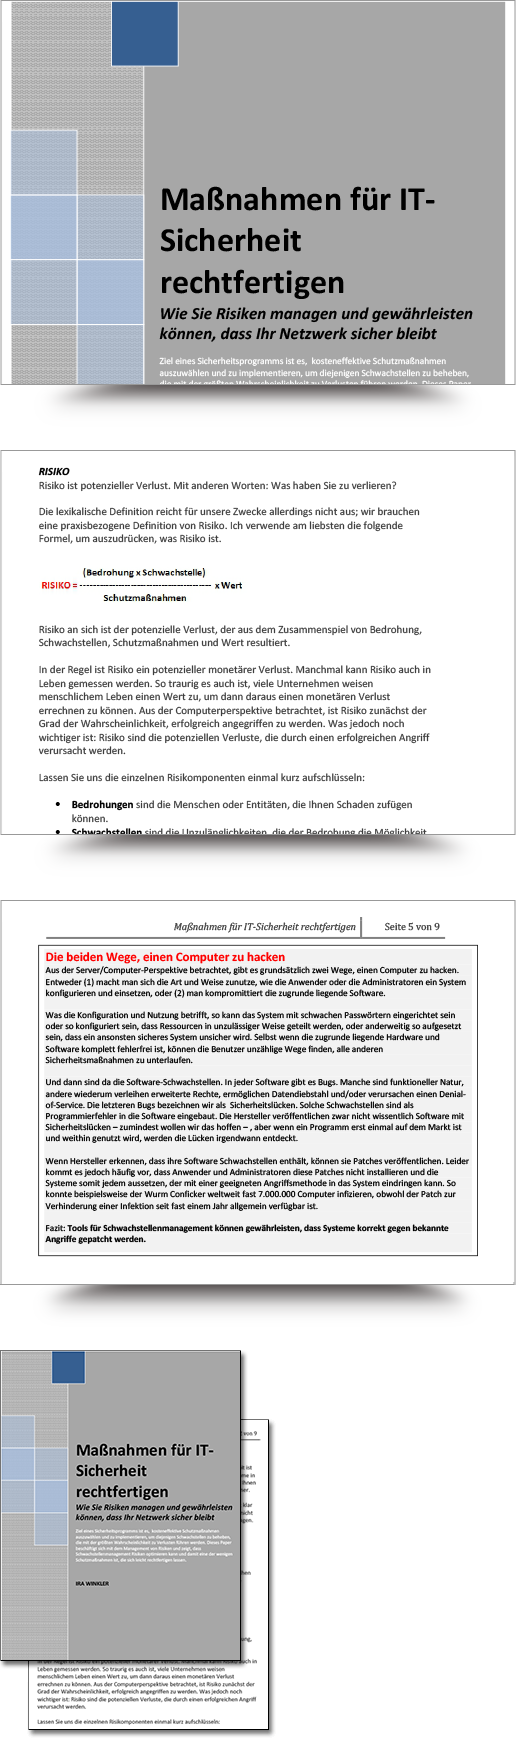 Maßnahmen für IT-
Sicherheit
rechtfertigen
Wie Sie Risiken managen und gewährleisten
können, dass Ihr Netzwerk sicher bleibt
Ziel eines Sicherheitsprogramms ist es, kosteneffektive Schutzmaßnahmen
auszuwählen und zu implementieren, um diejenigen Schwachstellen zu beheben,
die mit der größten Wahrscheinlichkeit zu Verlusten führen werden. Dieses Paper
RISIKO
Risiko ist potenzieller Verlust. Mit anderen Worten: Was haben Sie zu verlieren?
Die lexikalische Definition reicht für unsere Zwecke allerdings nicht aus; wir brauchen
eine praxisbezogene Definition von Risiko. Ich verwende am liebsten die folgende
Formel, um auszudrücken, was Risiko ist.
(Bedrohung x Schwachstelle)
RISIKO = ------------------------------------------- x Wert
Schutzmaßnahmen
Risiko an sich ist der potenzielle Verlust, der aus dem Zusammenspiel von Bedrohung,
Schwachstellen, Schutzmaßnahmen und Wert resultiert.
In der Regel ist Risiko ein potenzieller monetärer Verlust. Manchmal kann Risiko auch in
Leben gemessen werden. So traurig es auch ist, viele Unternehmen weisen
menschlichem Leben einen Wert zu, um dann daraus einen monetären Verlust
errechnen zu können. Aus der Computerperspektive betrachtet, ist Risiko zunächst der
Grad der Wahrscheinlichkeit, erfolgreich angegriffen zu werden. Was jedoch noch
wichtiger ist: Risiko sind die potenziellen Verluste, die durch einen erfolgreichen Angriff
verursacht werden.
Lassen Sie uns die einzelnen Risikomponenten einmal kurz aufschlüseln:
• Bedrohungen sind die Menschen oder Entitäten, die Ihnen Schaden zufügen
können.
• Schwachstellen sind die Unzulänglichkeiten, die der Bedrohung die Möglichkeit
Maßnahmen für IT-Sicherheit rechtfertigen Seite 5 von 9
Die beiden Wege, einen Computer zu hacken
Aus der Server/Computer-Perspektive betrachtet, gibt es grundsätzlich zwei Wege, einen Computer zu hacken.
Entweder (1) macht man sich die Art und Weise zunutze, wie die Anwender oder die Administratoren ein System
konfigurieren und einsetzen, oder (2) man kompromittiert die zugrunde liegende Software.
Was die Konfiguration und Nutzung betrifft, so kann das System mit schwachen Passwörtern eingerichtet sein
oder so konfiguriert sein, dass Ressourcen in unzulässiger Weise geteilt werden, oder anderweitig so aufgesetzt
sein, dass ein ansonsten sicheres System unsicher wird. Selbst wenn die zugrunde liegende Hardware und
Software komplett fehlerfrei ist, können die Benutzer unzählige Wege finden, alle anderen
Sicherheitsmaßnahmen zu unterlaufen.
Und dann sind da die Software-Schwachstellen. In jeder Software gibt es Bugs. Manche sind funktioneller Natur,
andere wiederum verleihen erweiterte Rechte, ermöglichen Datendiebstahl und/oder verursachen einen Denial-
of-Service. Die letzteren Bugs bezeichnen wir als Sicherheitslücken. Solche Schwachstellen sind als
Programmierfehler in die Software eingebaut. Die Hersteller veröffentlichen zwar nicht wissentlich Software mit
Sicherheitslücken – zumindest wollen wir das hoffen – , aber wenn ein Programm erst einmal auf dem Markt ist
und weithin genutzt wird, werden die Lücken irgendwann entdeckt.
Wenn Hersteller erkennen, dass ihre Software Schwachstellen enthält, können sie Patches veröffentlichen. Leider
kommt es jedoch häufig vor, dass Anwender und Administratoren diese Patches nicht installieren und die
Systeme somit jedem aussetzen, der mit einer geeigneten Angriffsmethode in das System eindringen kann. So
konnte beispielsweise der Wurm Conficker weltweit fast 7.000.000 Computer infizieren, obwohl der Patch zur
Verhinderung einer Infektion seit fast einem Jahr allgemein verfügbar ist.
Fazit: Tools für Schwachstellenmanagement können gewährleisten, dass Systeme korrekt gegen bekannte
Angriffe gepatcht werden.
Maßnahmen für IT-
Sicherheit
rechtfertigen
Wie Sie Risiken managen und gewährleisten
können, dass Ihr Netzwerk sicher bleibt
Ziel eines Sicherheitsprogramms ist es, kosteneffektive Schutzmaßnahmen
auszuwählen und zu implementieren, um diejenigen Schwachstellen zu beheben,
die mit der größten Wahrscheinlichkeit zu Verlusten führen werden. Dieses Paper
beschäftigt sich mit dem Management von Risiken und zeigt, dass
Schwachstellenmanagement Risiken optimieren kann und damit eine der wenigen
Schutzmaßnahmen ist, die sich leicht rechtfertigen lassen.
IRA WINKLER
von 9
Leben gemessen werden. So traurig es auch ist, viele Unternehmen weisen
menschlichem Leben einen Wert zu, um dann daraus einen monetären Verlust
errechnen zu können. Aus der Computerperspektive betrachtet, ist Risiko zunächst der
Grad der Wahrscheinlichkeit, erfolgreich angegriffen zu werden. Was jedoch noch
wichtiger ist: Risiko sind die potenziellen Verluste, die durch einen erfolgreichen Angriff
verursacht werden.
Lassen Sie uns die einzelnen Risikomponenten einmal kurz aufschlüseln: